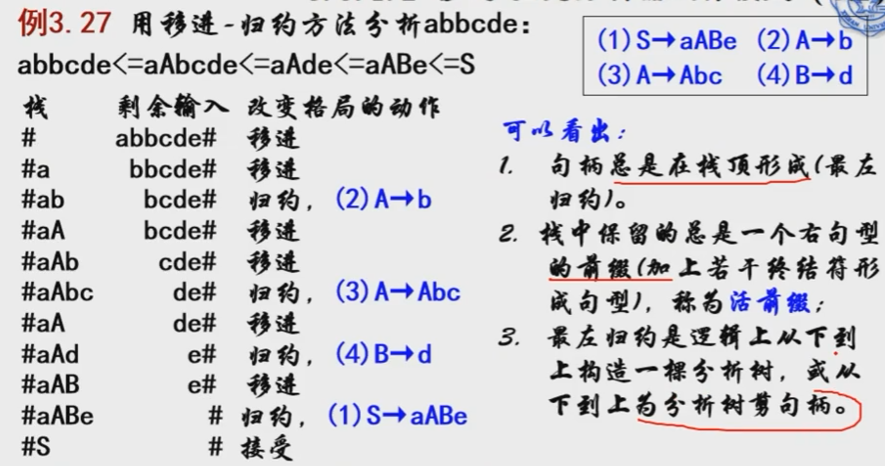 例3.27 用移进-归约方法分析abbcde:
abbcde<=aAbcde<=aAde<=aABe<=S
(1)S→aABe (2)A→b
(3)A→Abc (4)B→d
栈 剩余输入 改变格局的动作
# abbcde# 移进
#a bbcde# 移进
#ab bcde# 归约,(2)A→b
#aA bcde# 移进
#aAb cde# 移进
#aAbc de# 归约,(3)A→Abc
#aA de# 移进
#aAd e# 归约,(4)B→d
#aAB e# 移进
#aABe # 归约,(1)S→aABe
#S # 接受
可以看出:
1. 句柄总是在栈顶形成(最左
归约)。
2. 栈中保留的总是一个右句型
的前缀(加上若干终结符形
成句型),称为活前缀;
3. 最左归约是逻辑上从下到
上构造一棵分析树,或从
下到上为分析树剪句柄。